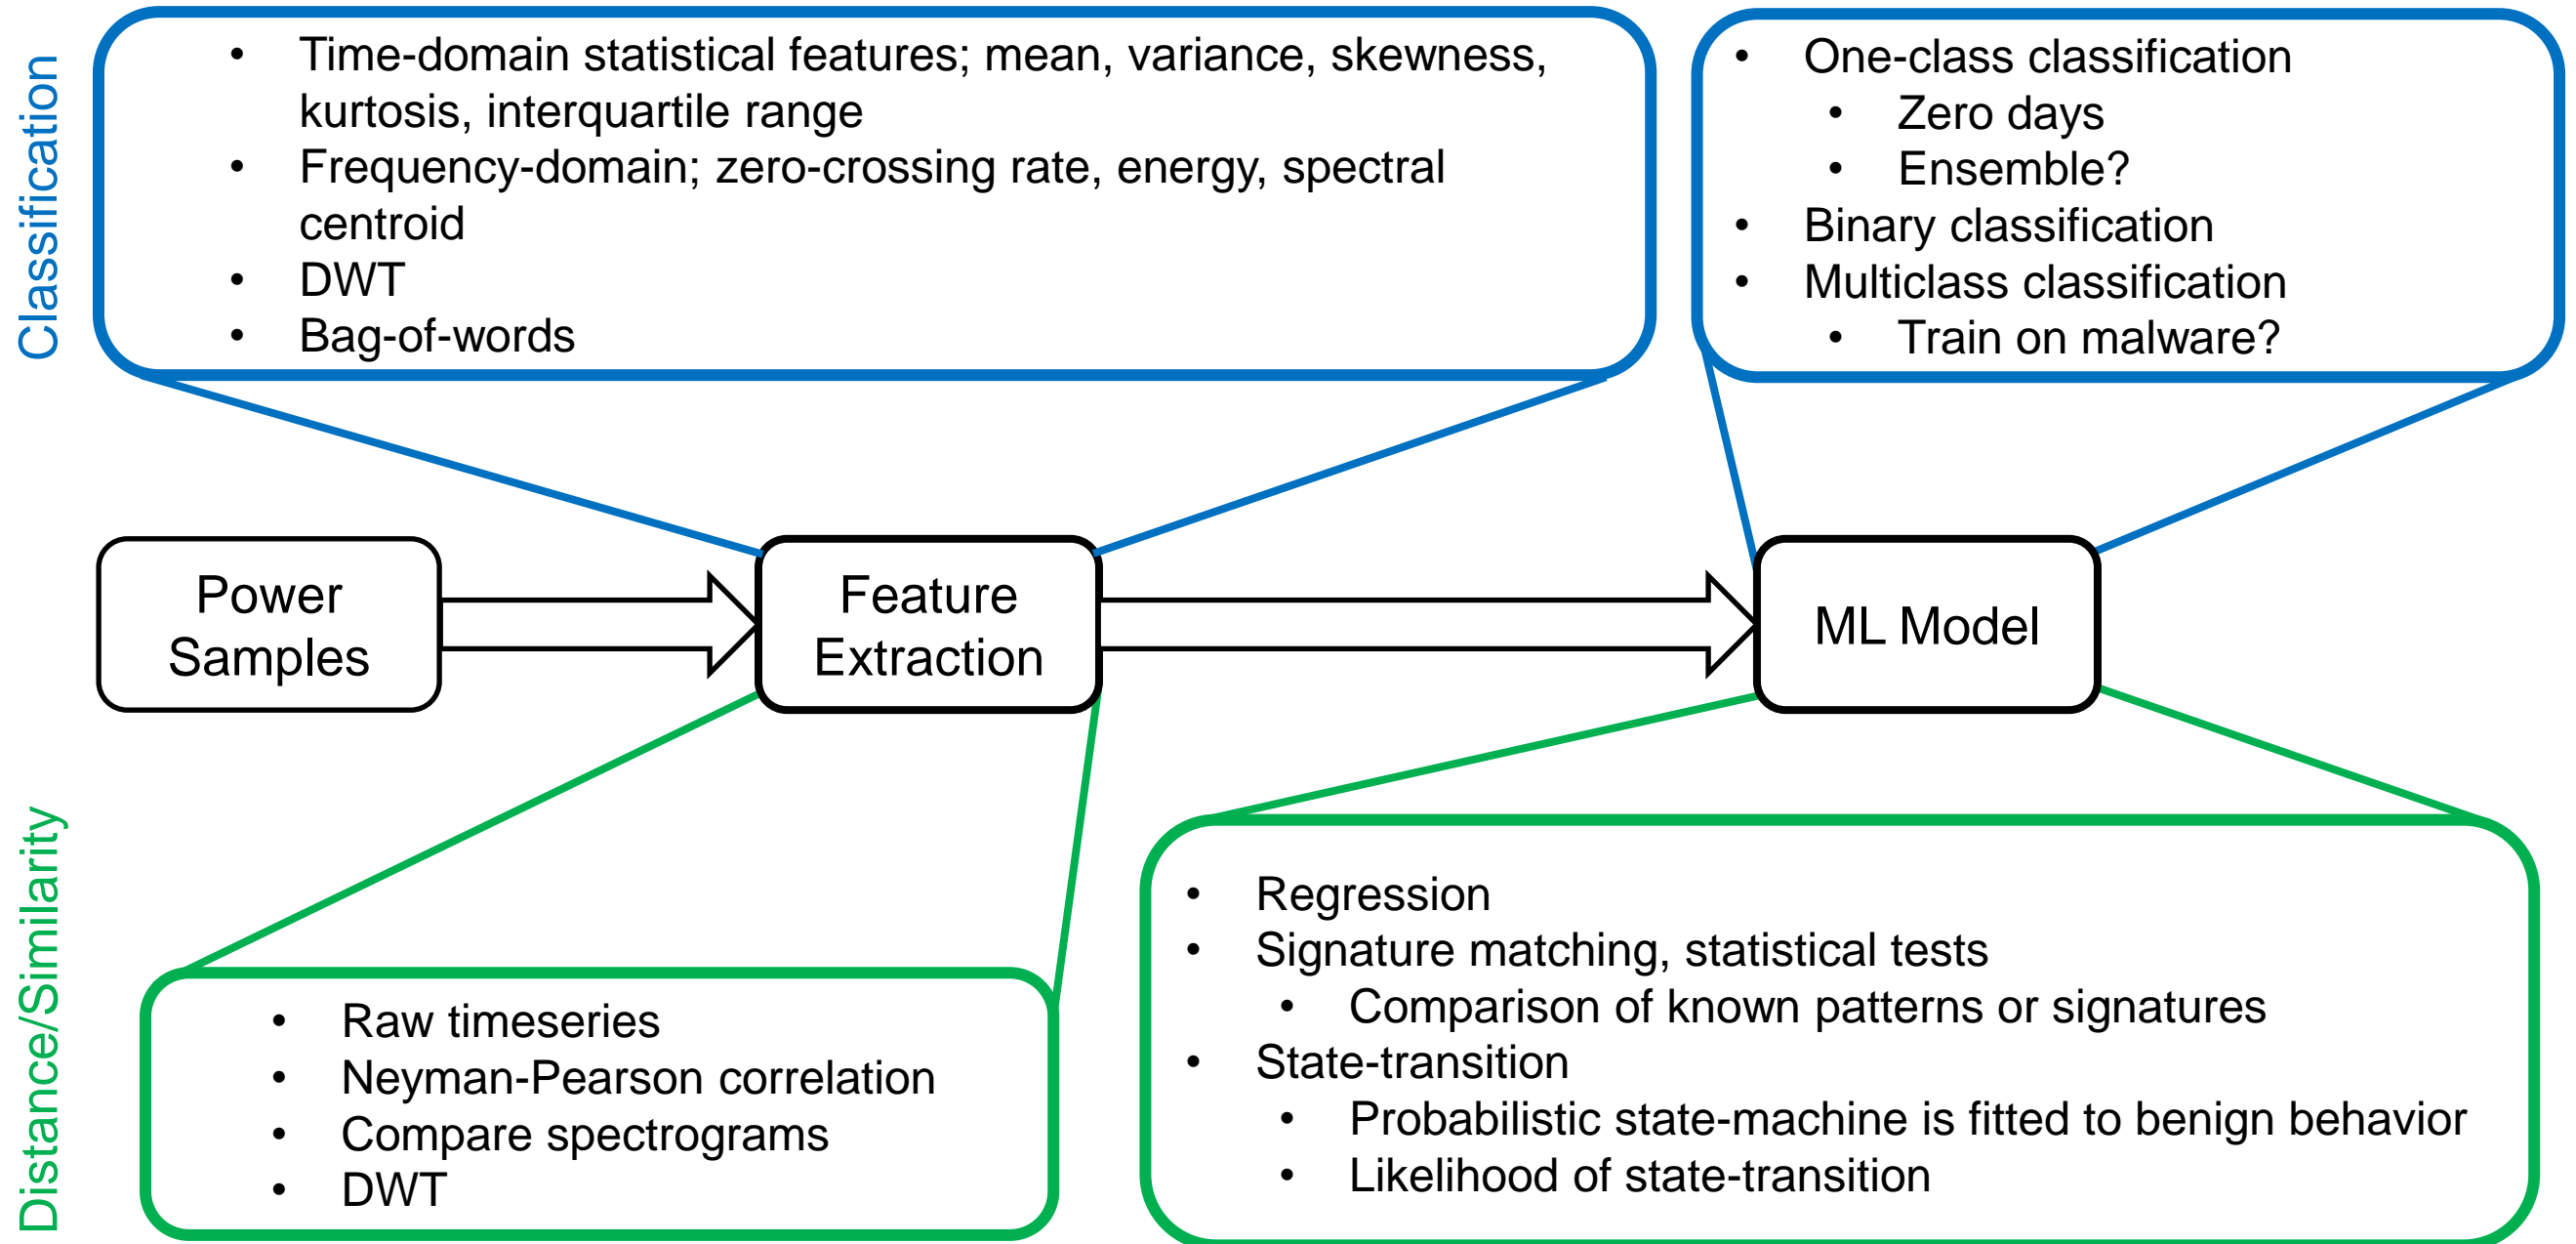 Classification
• Time-domain statistical features; mean, variance, skewness,
kurtosis, interquartile range
• Frequency-domain; zero-crossing rate, energy, spectral
centroid
• DWT
• Bag-of-words
• One-class classification
• Zero days
• Ensemble?
• Binary classification
• Multiclass classification
• Train on malware?
Power
Samples
Feature
Extraction
ML Model
Distance/Similarity
• Raw timeseries
• Neyman-Pearson correlation
• Compare spectrograms
• DWT
• Regression
• Signature matching, statistical tests
• Comparison of known patterns or signatures
• State-transition
• Probabilistic state-machine is fitted to benign behavior
• Likelihood of state-transition